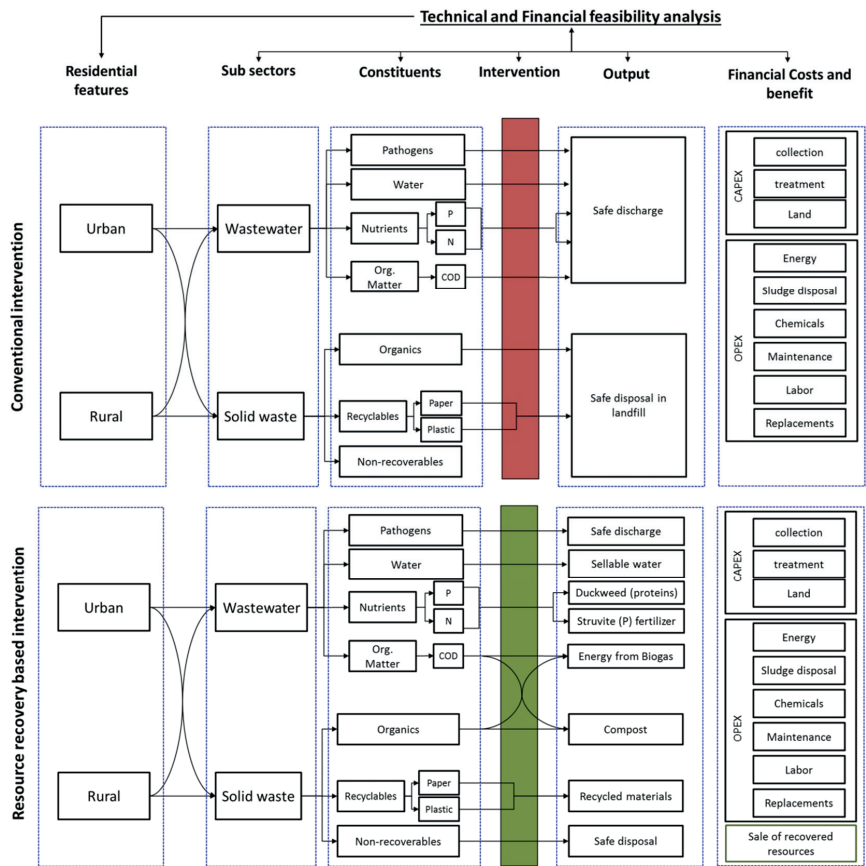 Technical and Financial feasibility analysis
Residential
features
Sub sectors
Constituents
Intervention
Output
Financial Costs and
benefit
Conventional intervention
Urban
Rural
Wastewater
Solid waste
Pathogens
Water
Nutrients
P
N
Org.
Matter
COD
Organics
Recyclables
Paper
Plastic
Non-recoverables
Safe discharge
Safe disposal in
landfill
CAPEX
collection
treatment
Land
OPEX
Energy
Sludge disposal
Chemicals
Maintenance
Labor
Replacements
Resource recovery based intervention
Urban
Rural
Wastewater
Solid waste
Pathogens
Water
Nutrients
P
N
Org.
Matter
COD
Organics
Recyclables
Paper
Plastic
Non-recoverables
Safe discharge
Sellable water
Duckweed (proteins)
Struvite (P) fertilizer
Energy from Biogas
Compost
Recycled materials
Safe disposal
CAPEX
collection
treatment
Land
OPEX
Energy
Sludge disposal
Chemicals
Maintenance
Labor
Replacements
Sale of recovered
resources